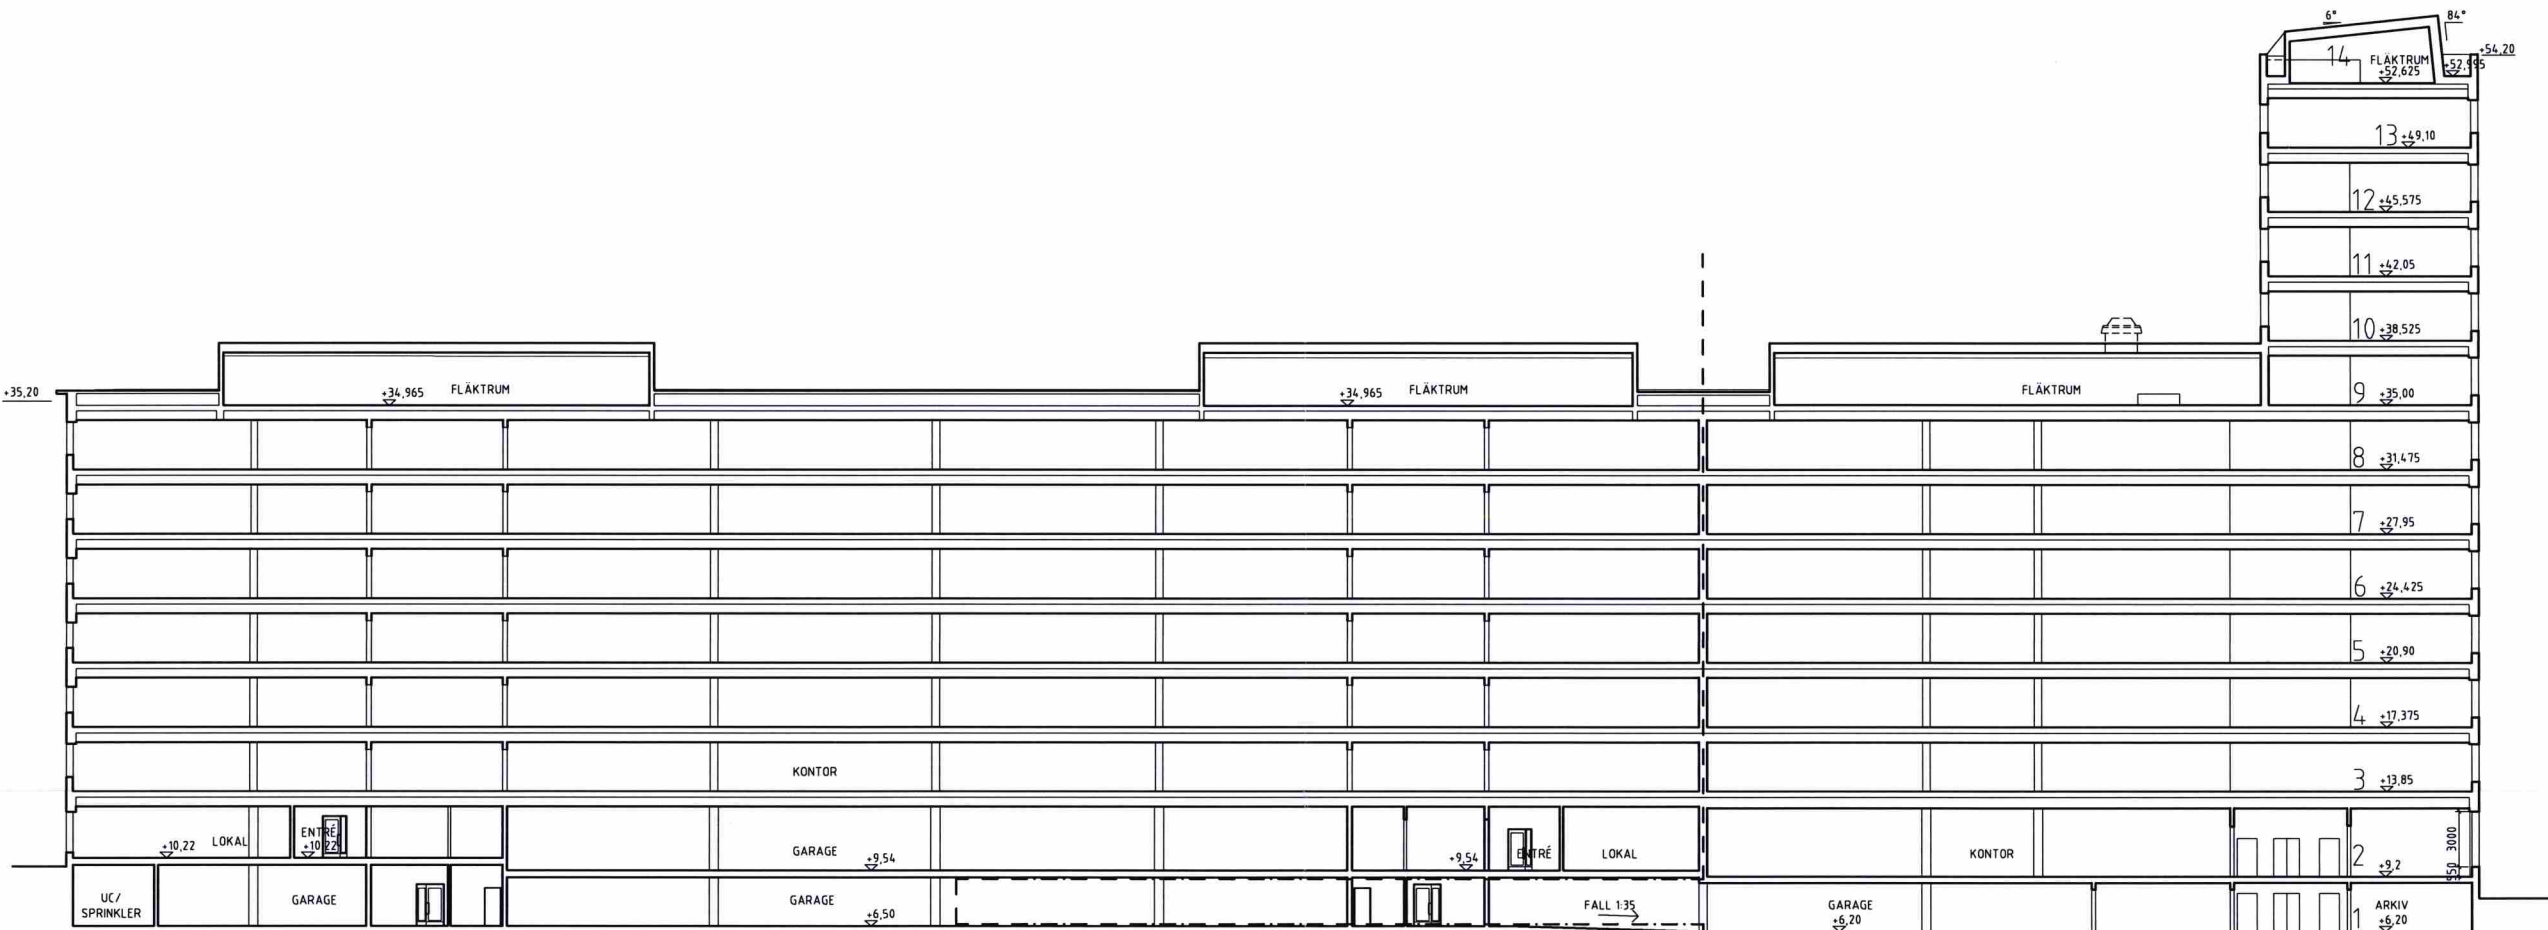 6° 84°
+54,20
14 FLÄKTRUM
+52,625
13 +49,10
12 +45,575
11 +42,05
10 +38,525
+35,20
+34,965 FLÄKTRUM
+34,965 FLÄKTRUM
FLÄKTRUM
9 +35,00
8 +31,475
7 +27,95
6 +24,425
5 +20,90
4 +17,375
KONTOR
3 +13,85
+10,22 LOKAL
ENTRÉ
+10,22
GARAGE
+9,54
+9,54
ENTRÉ
LOKAL
KONTOR
2 +9,2
3000
UC/
SPRINKLER
GARAGE
GARAGE
+6,50
FALL 1:35
GARAGE
+6,20
1 ARKIV
+6,20